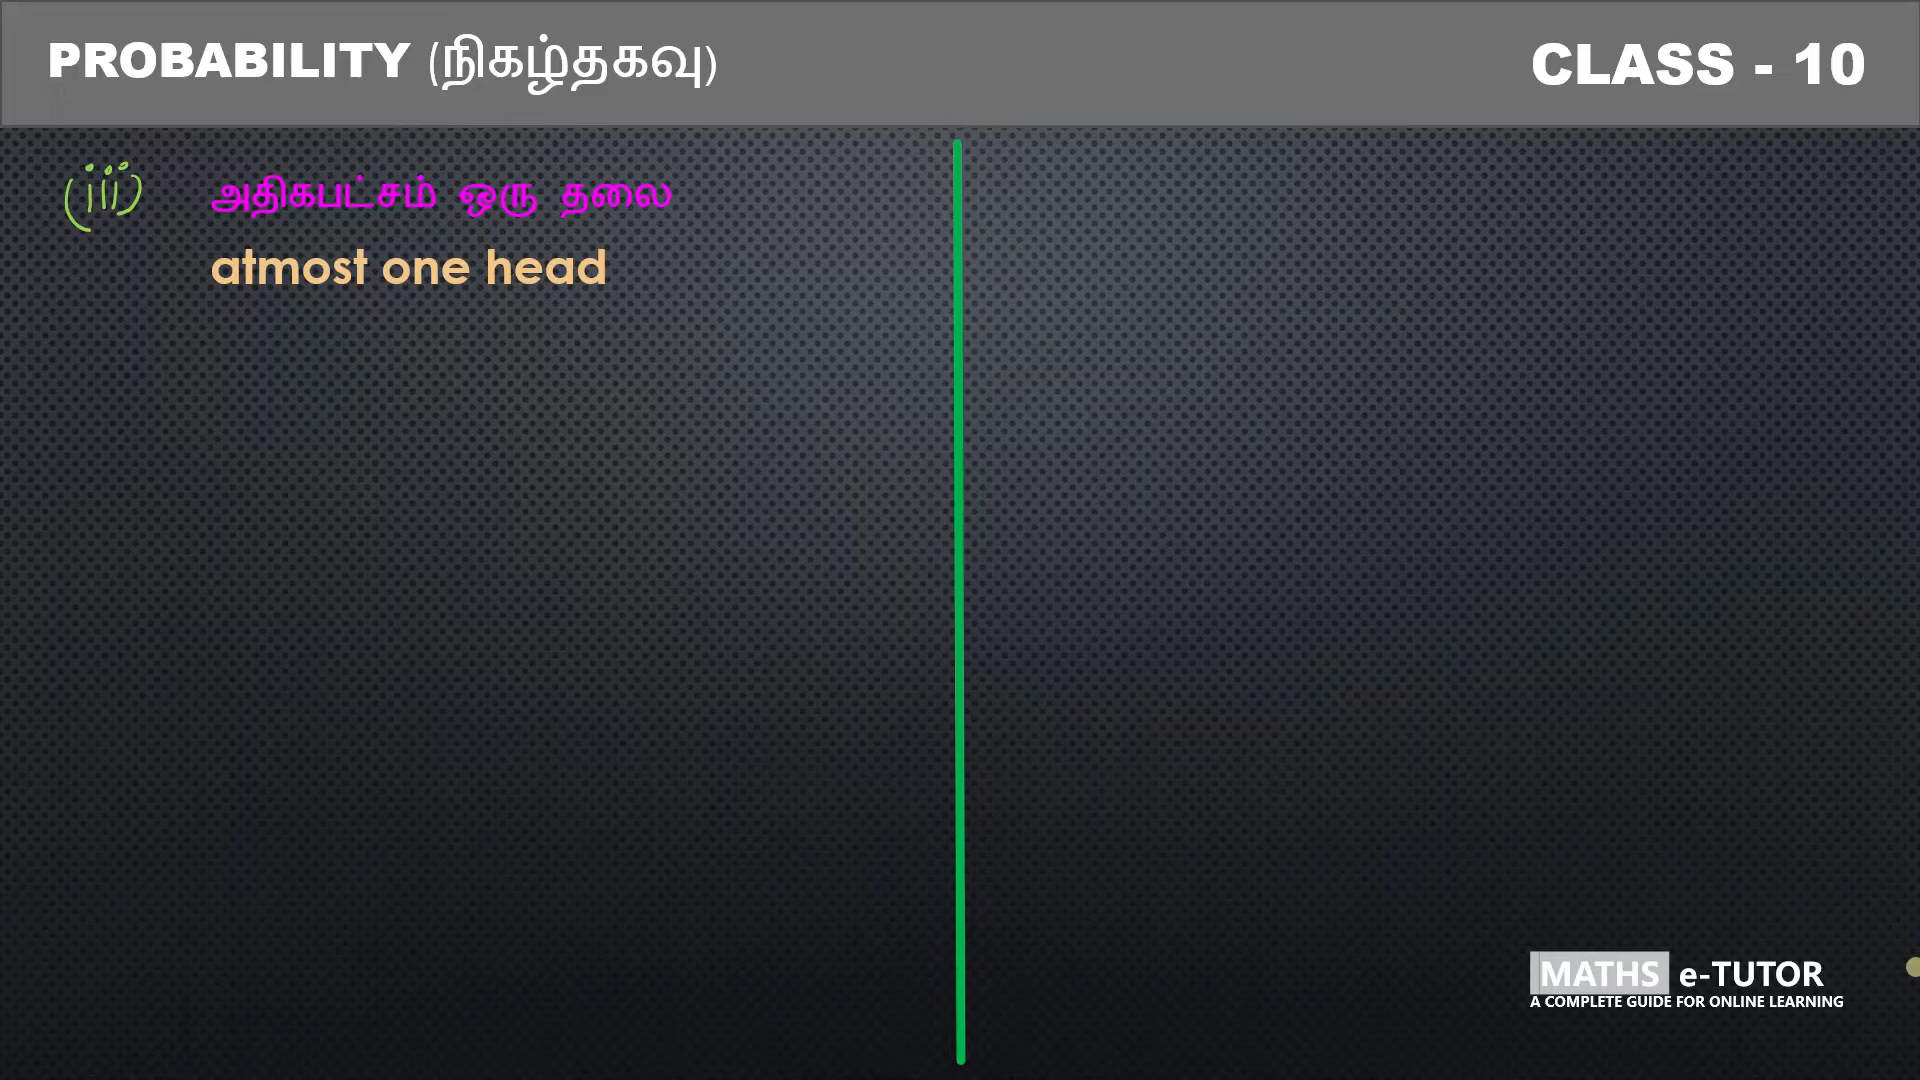 PROBABILITY (நிகழ்தகவு)
CLASS - 10
(iii) அதிகபட்சம் ஒரு தலை
atmost one head
MATHS e-TUTOR
A COMPLETE GUIDE FOR ONLINE LEARNING